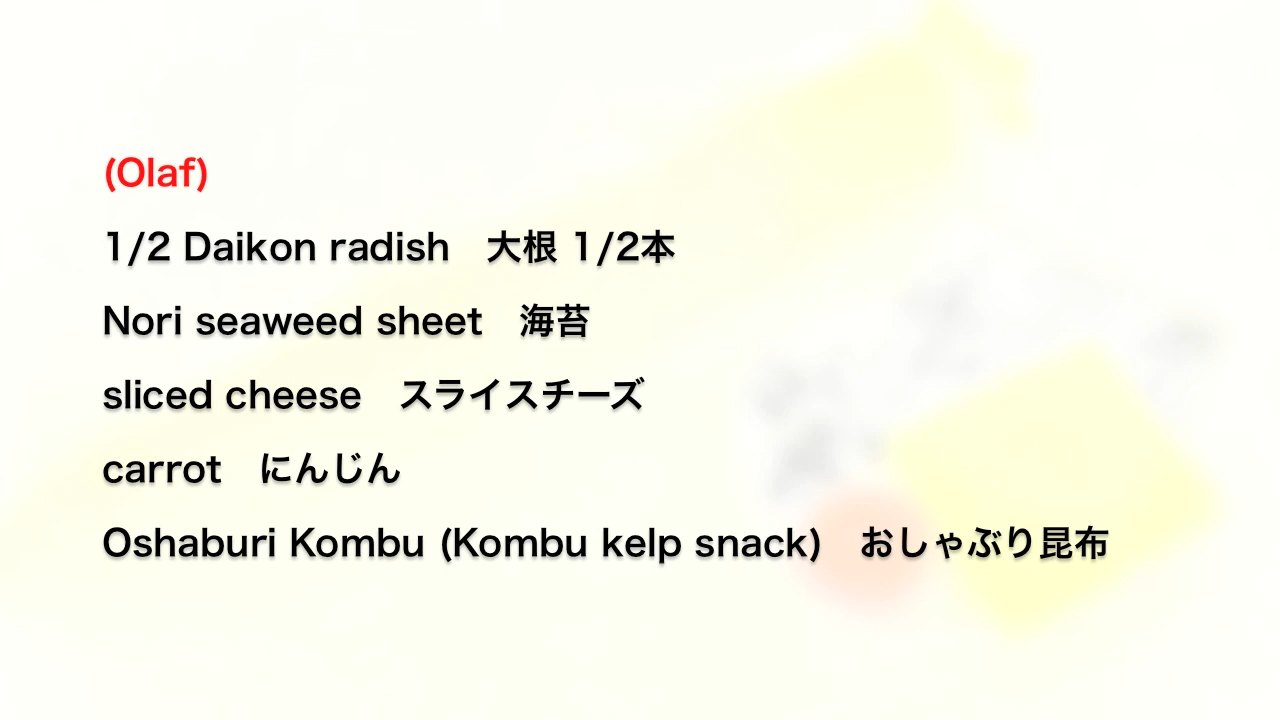 (Olaf)
1/2 Daikon radish　大根 1/2本
Nori seaweed sheet　海苔
sliced cheese　スライスチーズ
carrot　にんじん
Oshaburi Kombu (Kombu kelp snack)　おしゃぶり昆布